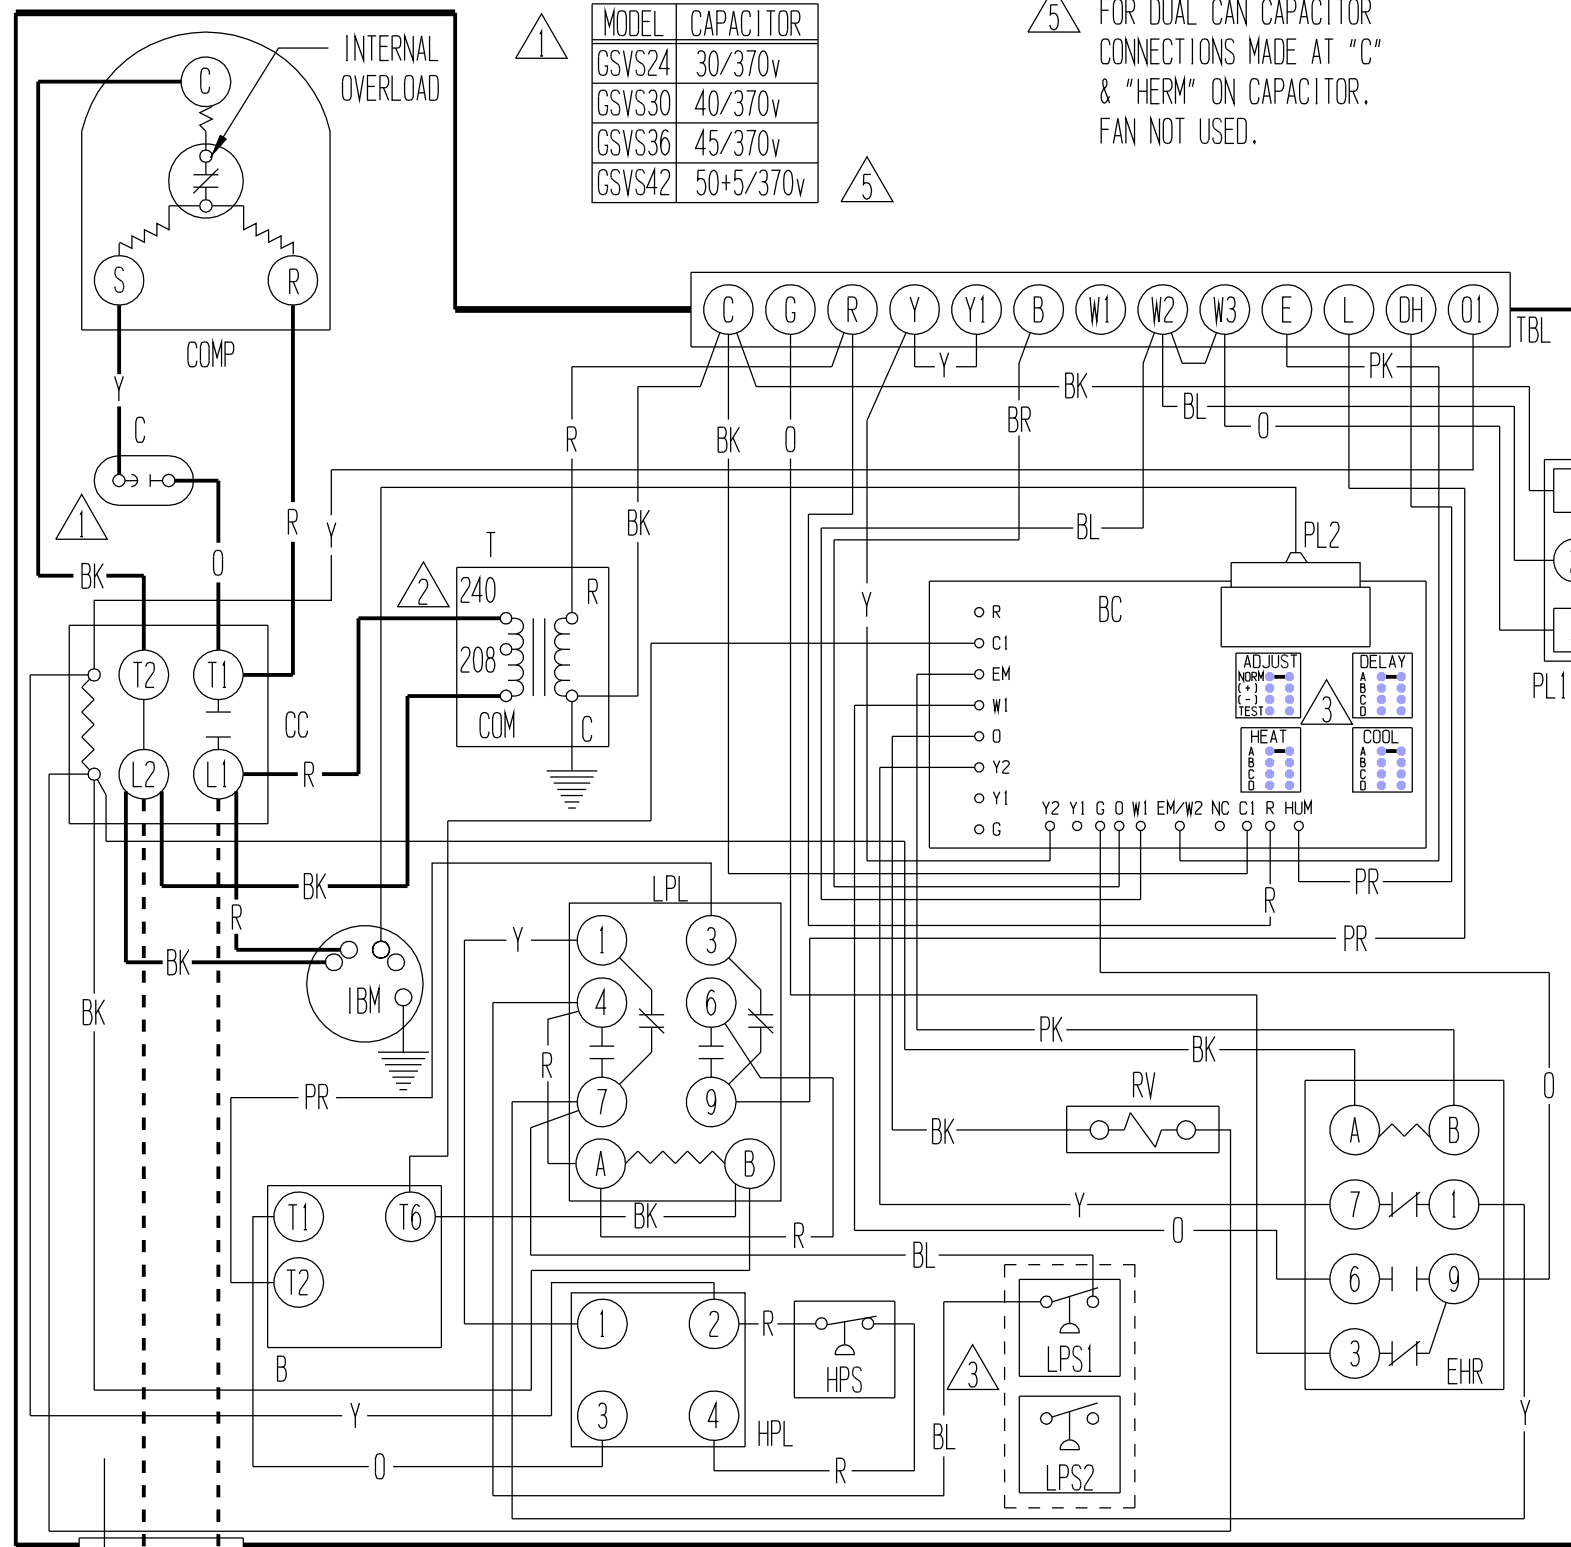 INTERNAL
OVERLOAD
C
S
R
COMP
1
MODEL CAPACITOR
GSVS24 30/370v
GSVS30 40/370v
GSVS36 45/370v
GSVS42 50+5/370v
5
5
FOR DUAL CAN CAPACITOR
CONNECTIONS MADE AT "C"
& "HERM" ON CAPACITOR.
FAN NOT USED.
C G R Y Y1 B W1 W2 W3 E L DH O1
TBL
Y
PK
BK
BR
BL
O
Y
C
1
R
BK
O
R
Y
R
BK
BK
O
BL
PL2
T
2
240
208
COM
R
C
Y
BC
R
C1
EM
W1
O
Y2
Y1
G
ADJUST
NORM
(+)
(-)
TEST
3
DELAY
A
B
C
D
HEAT
A
B
C
D
COOL
A
B
C
D
Y2 Y1 G O W1 EM/W2 NC C1 R HUM
PL1
T2 T1
CC
L2 L1
R
BK
R
BK
IBM
BK
PR
R
PR
LPL
1 3
4 6
7 9
A B
Y
R
PR
PK
BK
RV
BK
O
A B
7 1
6 9
3
EHR
Y
O
T1 T6
T2
B
BK
R
BL
1 2
3 4
HPL
R
HPS
R
3
LPS1
LPS2
BL
Y
O
Y